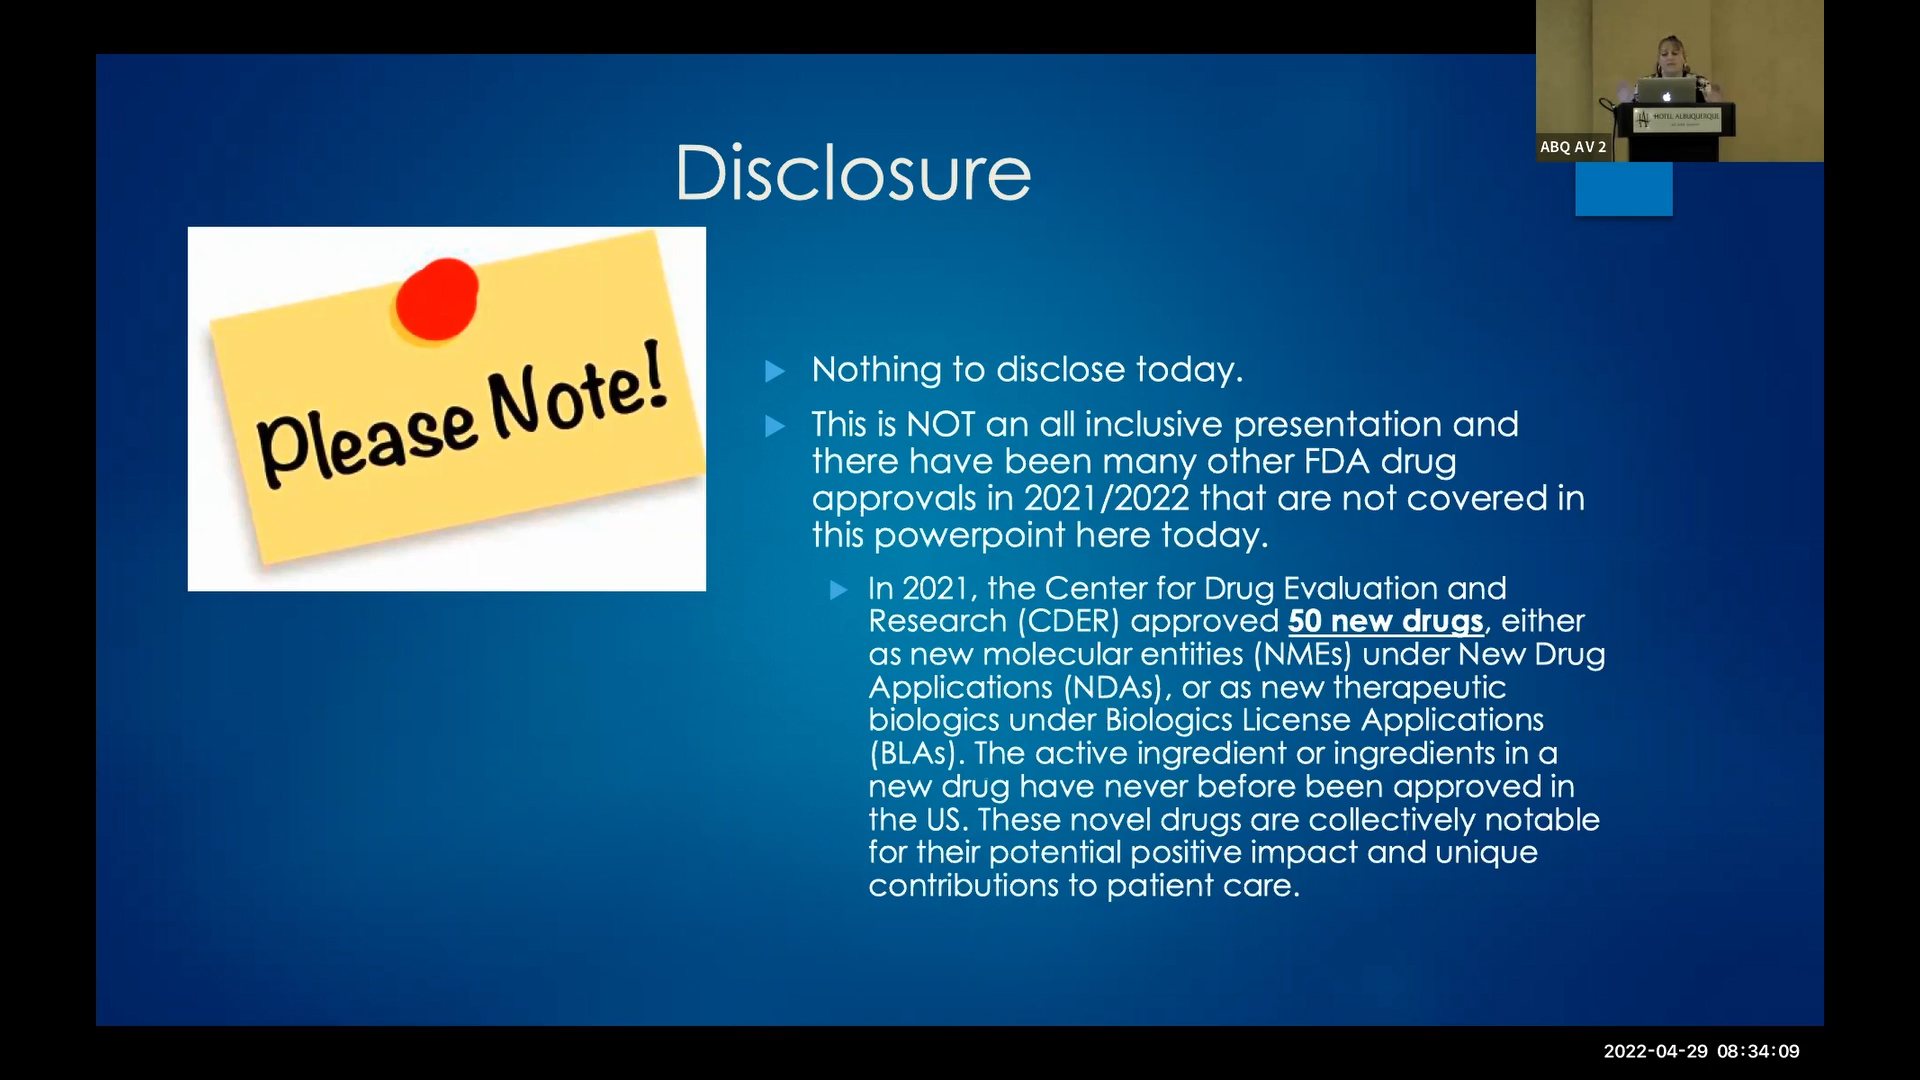 ABQ AV 2
HOTEL ALBUQUERQUE
Disclosure
Please Note!
Nothing to disclose today.
This is NOT an all inclusive presentation and
there have been many other FDA drug
approvals in 2021/2022 that are not covered in
this powerpoint here today.
In 2021, the Center for Drug Evaluation and
Research (CDER) approved 50 new drugs, either
as new molecular entities (NMEs) under New Drug
Applications (NDAs), or as new therapeutic
biologics under Biologics License Applications
(BLAs). The active ingredient or ingredients in a
new drug have never before been approved in
the US. These novel drugs are collectively notable
for their potential positive impact and unique
contributions to patient care.
2022-04-29 08:34:09